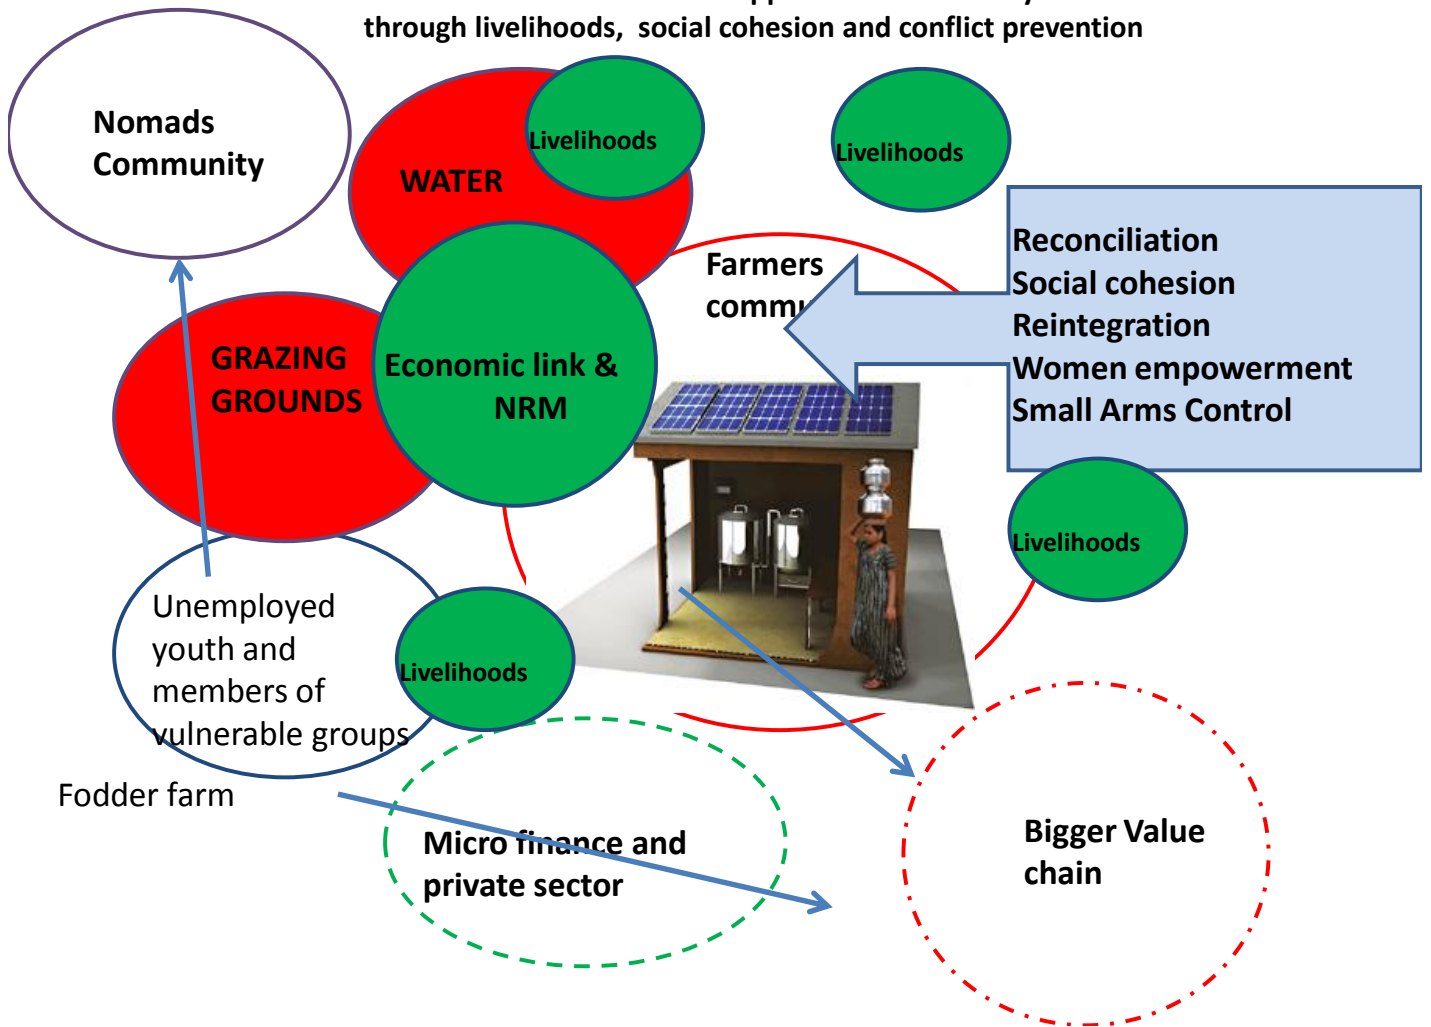 through livelihoods, social cohesion and conflict prevention
Nomads
Community
WATER
Livelihoods
Livelihoods
Farmers
Reconciliation
Social cohesion
Reintegration
Women empowerment
Small Arms Control
GRAZING
GROUNDS
Economic link &
NRM
Livelihoods
Unemployed
youth and
members of
vulnerable groups
Livelihoods
Fodder farm
Micro finance and
private sector
Bigger Value
chain